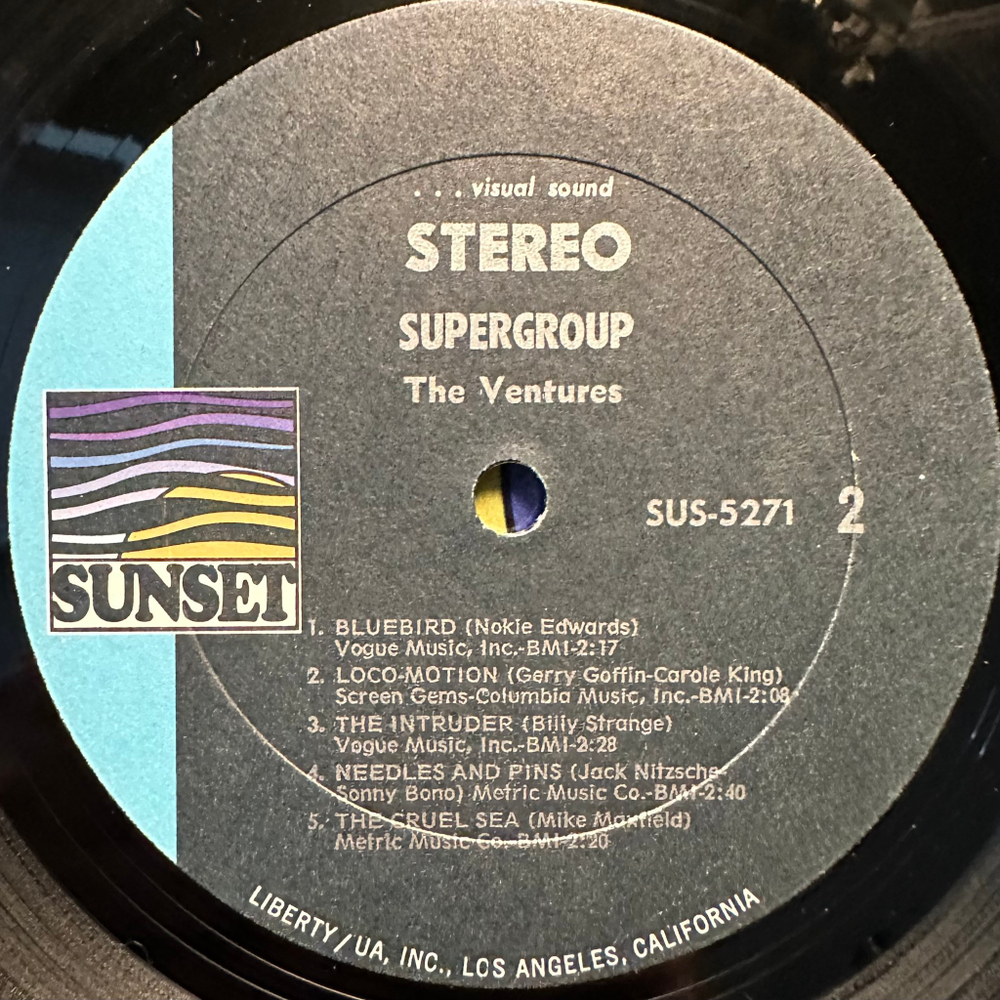 . . . visual sound
STEREO
SUPERGROUP
The Ventures
SUS-5271
2
SUNSET
1. BLUEBIRD (Nokie Edwards)
Vogue Music, Inc.-BMI-2:17
2. LOCO-MOTION (Gerry Goffin-Carole King)
Screen Gems-Columbia Music, Inc.-BMI-2:08
3. THE INTRUDER (Billy Strange)
Vogue Music, Inc.-BMI-2:28
4. NEEDLES AND PINS (Jack Nitzsche-
Sonny Bono) Metric Music Co.-BMI-2:40
5. THE CRUEL SEA (Mike Maxfield)
Metric Music Co.-BMI-2:20
LIBERTY/UA, INC., LOS ANGELES, CALIFORNIA